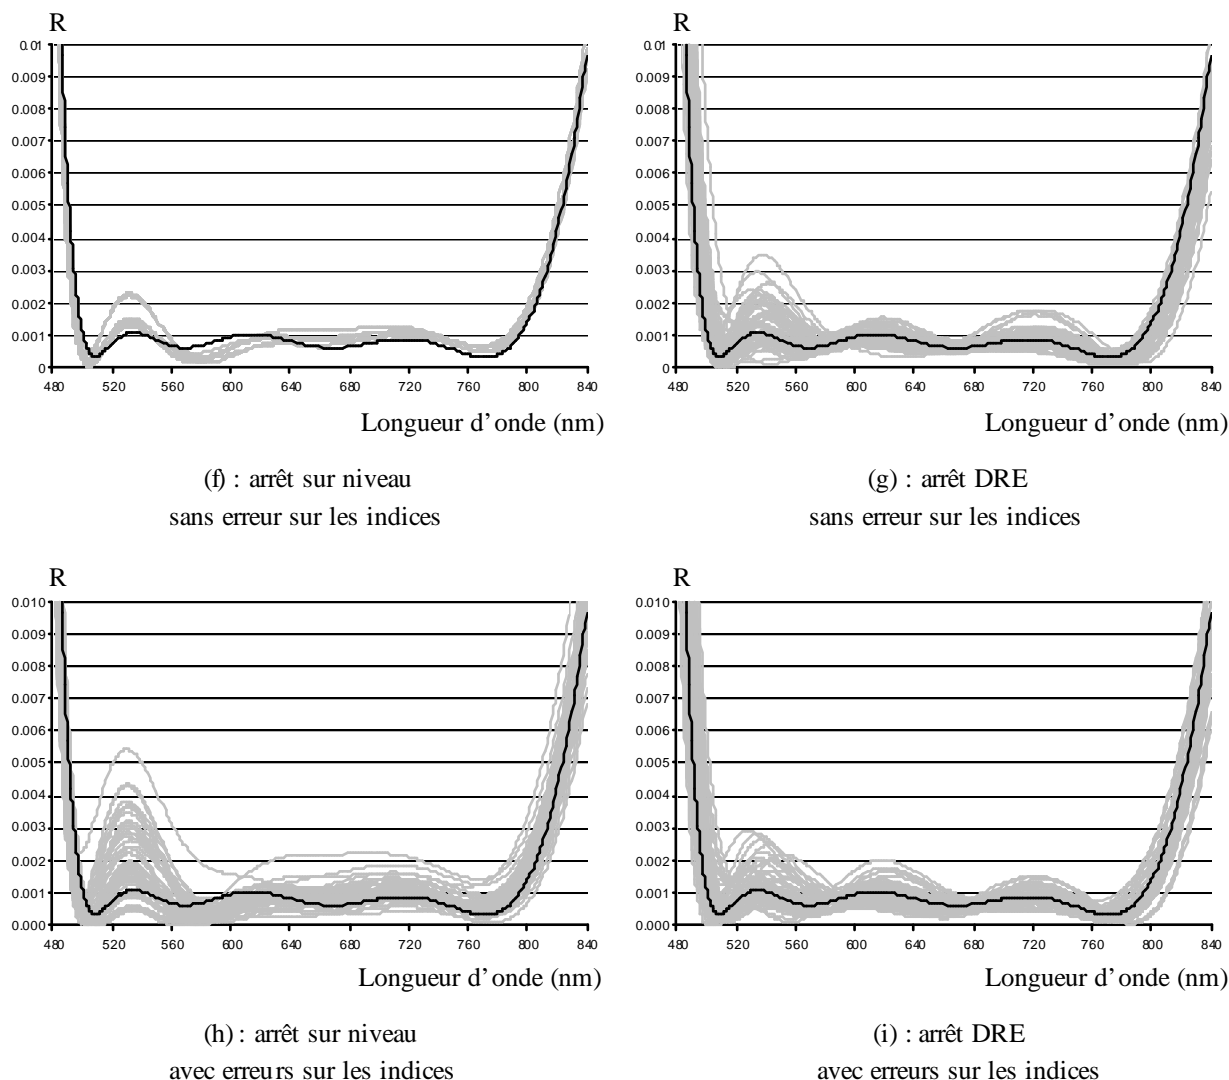 R
0.01
0.009
0.008
0.007
0.006
0.005
0.004
0.003
0.002
0.001
0
480 520 560 600 640 680 720 760 800 840
Longueur d'onde (nm)
(f) : arrêt sur niveau
sans erreur sur les indices
R
0.01
0.009
0.008
0.007
0.006
0.005
0.004
0.003
0.002
0.001
0
480 520 560 600 640 680 720 760 800 840
Longueur d'onde (nm)
(g) : arrêt DRE
sans erreur sur les indices
R
0.010
0.009
0.008
0.007
0.006
0.005
0.004
0.003
0.002
0.001
0.000
480 520 560 600 640 680 720 760 800 840
Longueur d'onde (nm)
(h) : arrêt sur niveau
avec erreurs sur les indices
R
0.010
0.009
0.008
0.007
0.006
0.005
0.004
0.003
0.002
0.001
0.000
480 520 560 600 640 680 720 760 800 840
Longueur d'onde (nm)
(i) : arrêt DRE
avec erreurs sur les indices